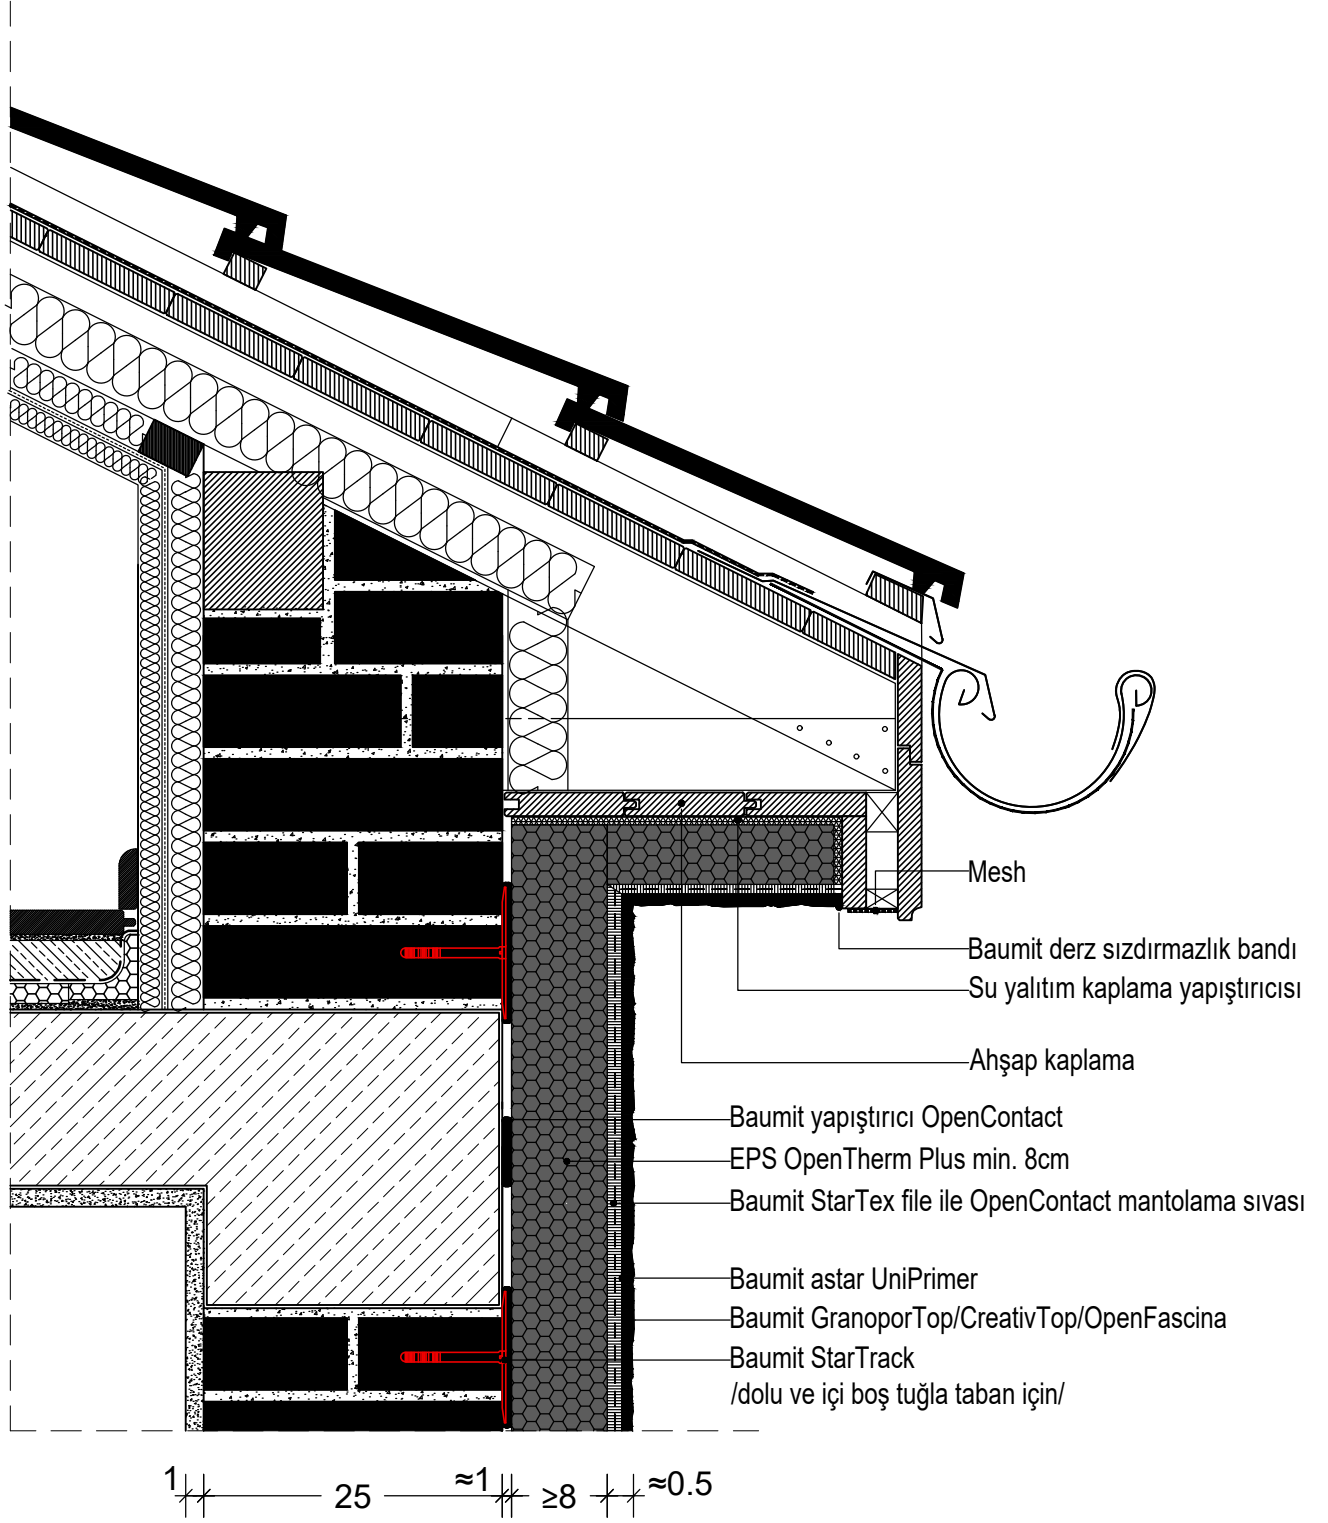 Mesh
Baumit derz sızdırmazlık bandı
Su yalıtım kaplama yapıştırıcısı
Ahşap kaplama
Baumit yapıştırıcı OpenContact
EPS OpenTherm Plus min. 8cm
Baumit StarTex file ile OpenContact mantolama sıvası
Baumit astar UniPrimer
Baumit GranoporTop/CreativTop/OpenFascina
Baumit StarTrack
/dolu ve içi boş tuğla taban için/
1 25 ≈1 ≥8 ≈0.5